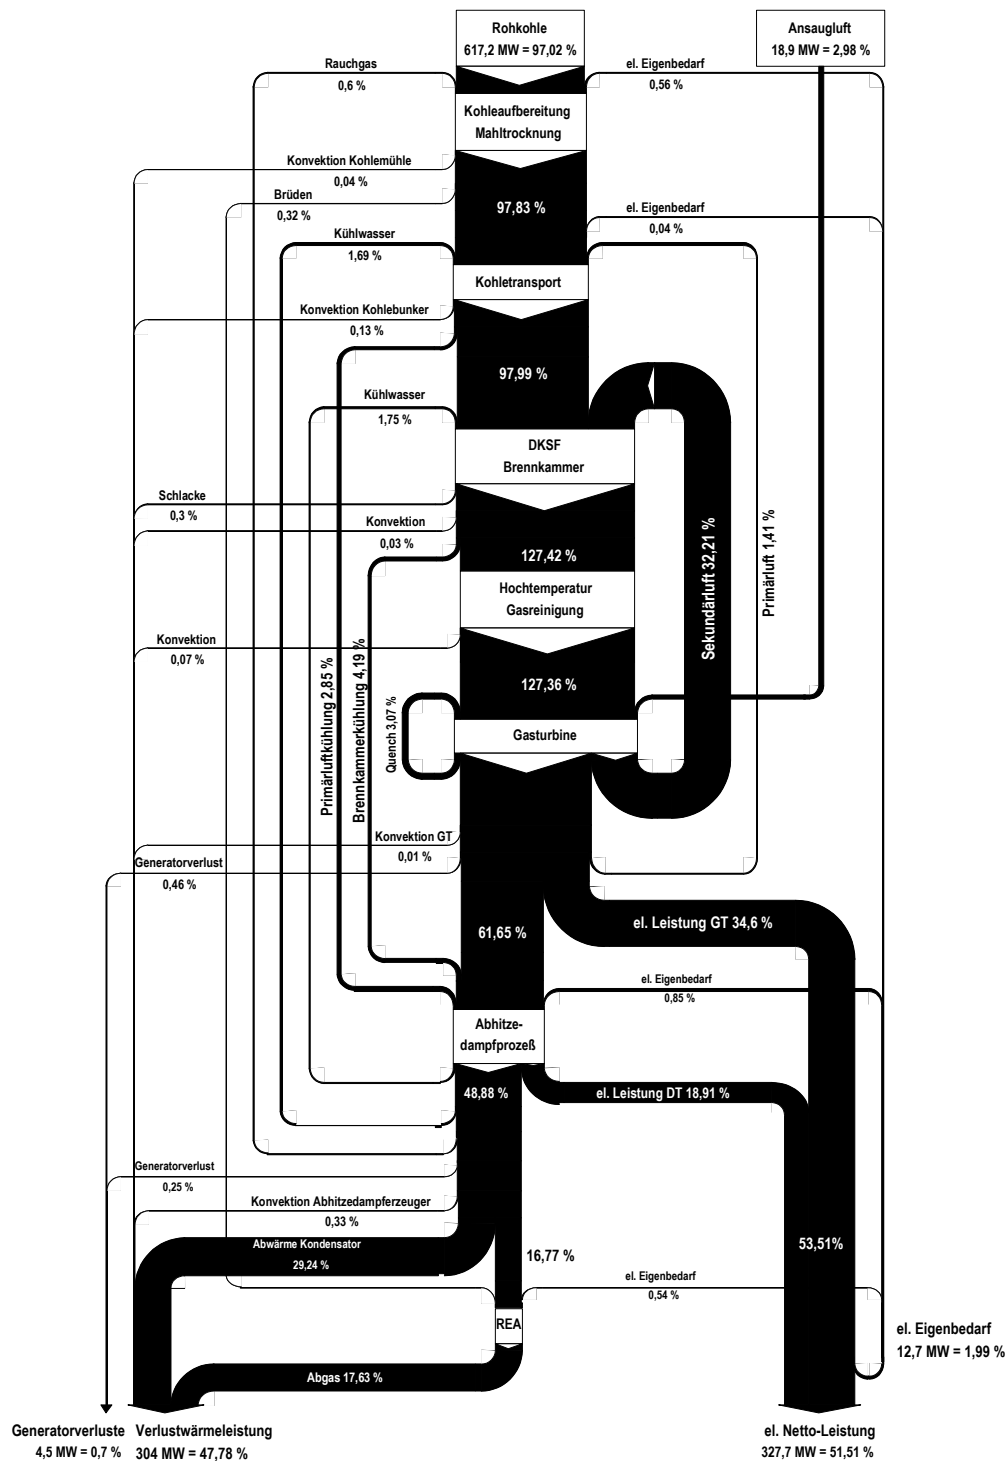 Rohkohle
617,2 MW = 97,02 %
Ansaugluft
18,9 MW = 2,98 %
Rauchgas
0,6 %
el. Eigenbedarf
0,56 %
Kohleaufbereitung
Mahltrocknung
Konvektion Kohlemühle
0,04 %
Brüden
0,32 %
97,83 %
el. Eigenbedarf
0,04 %
Kühlwasser
1,69 %
Kohletransport
Konvektion Kohlebunker
0,13 %
97,99 %
Kühlwasser
1,75 %
DKSF
Brennkammer
Schlacke
0,3 %
Konvektion
0,03 %
127,42 %
Sekundärluft 32,21 %
Primärluft 1,41 %
Hochtemperatur
Gasreinigung
Konvektion
0,07 %
Primärluftkühlung 2,85 %
Brennkammerkühlung 4,19 %
Quench 3,07 %
127,36 %
Gasturbine
Konvektion GT
0,01 %
Generatorverlust
0,46 %
61,65 %
el. Leistung GT 34,6 %
el. Eigenbedarf
0,85 %
Abhitze-
dampfprozeß
48,88 %
el. Leistung DT 18,91 %
Generatorverlust
0,25 %
Konvektion Abhitzedampferzeuger
0,33 %
Abwärme Kondensator
29,24 %
16,77 %
53,51%
el. Eigenbedarf
0,54 %
REA
el. Eigenbedarf
12,7 MW = 1,99 %
Abgas 17,63 %
Generatorverluste
4,5 MW = 0,7 %
Verlustwärmeleistung
304 MW = 47,78 %
el. Netto-Leistung
327,7 MW = 51,51 %